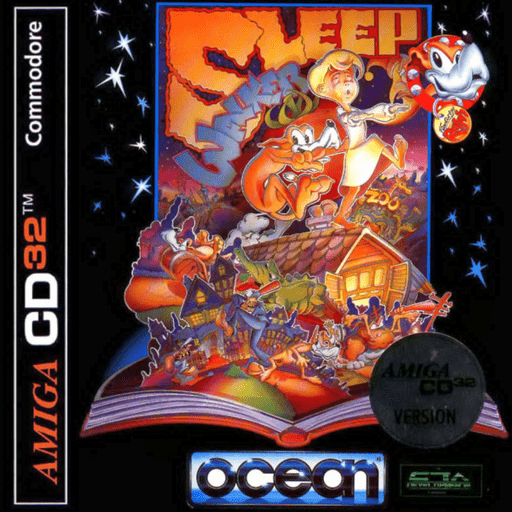 SLEEP
WALKER
ZOO
AMIGA CD32™ Commodore
AMIGA
CD32
VERSION
ocean